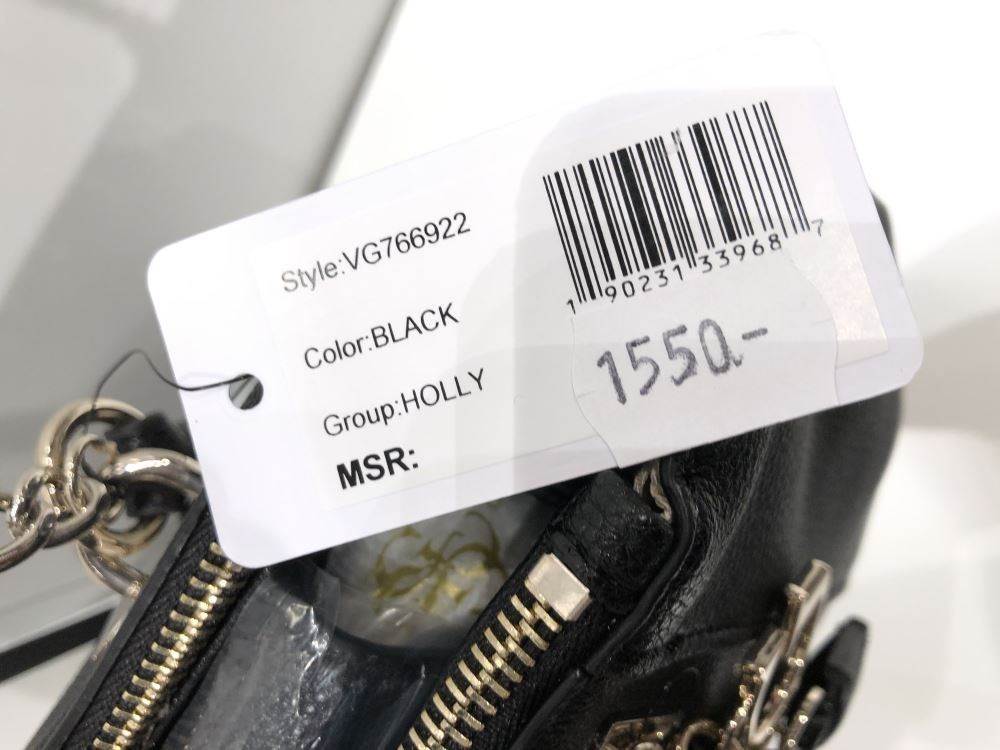 Style:VG766922
Color:BLACK
Group:HOLLY
MSR:
1 90231 33968 7
1550.-